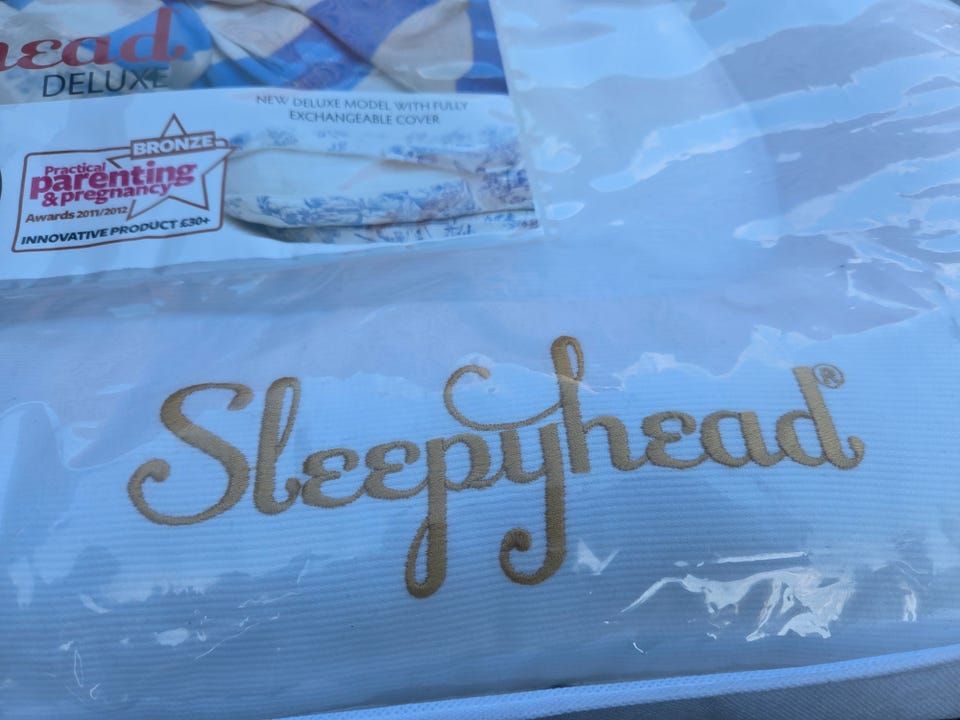 head
DELUXE
NEW DELUXE MODEL WITH FULLY
EXCHANGEABLE COVER
BRONZE
Practical
parenting
& pregnancy
Awards 2011/2012
INNOVATIVE PRODUCT £30+
Sleepyhead®